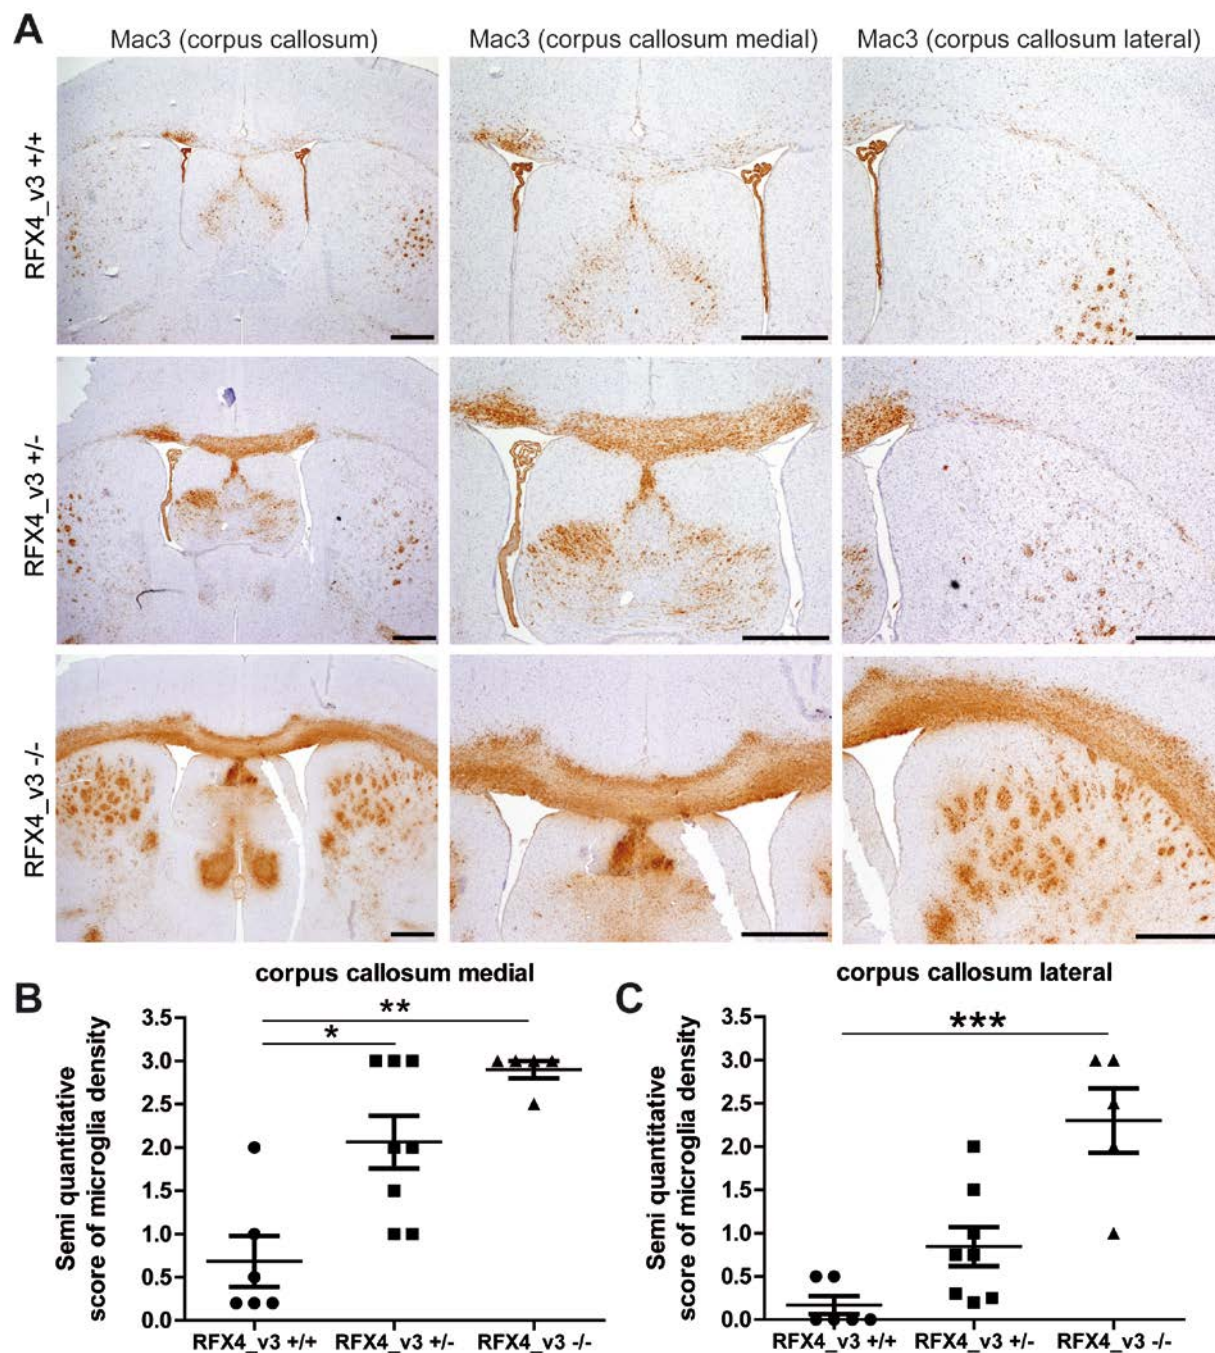 A
Mac3 (corpus callosum)
Mac3 (corpus callosum medial)
Mac3 (corpus callosum lateral)
RFX4_v3 +/+
RFX4_v3 +/-
RFX4_v3 -/-
B
corpus callosum medial
Semi quantitative
score of microglia density
3.5
3.0
2.5
2.0
1.5
1.0
0.5
0.0
**
*
RFX4_v3 +/+
RFX4_v3 +/-
RFX4_v3 -/-
C
corpus callosum lateral
Semi quantitative
score of microglia density
3.5
3.0
2.5
2.0
1.5
1.0
0.5
0.0
***
RFX4_v3 +/+
RFX4_v3 +/-
RFX4_v3 -/-